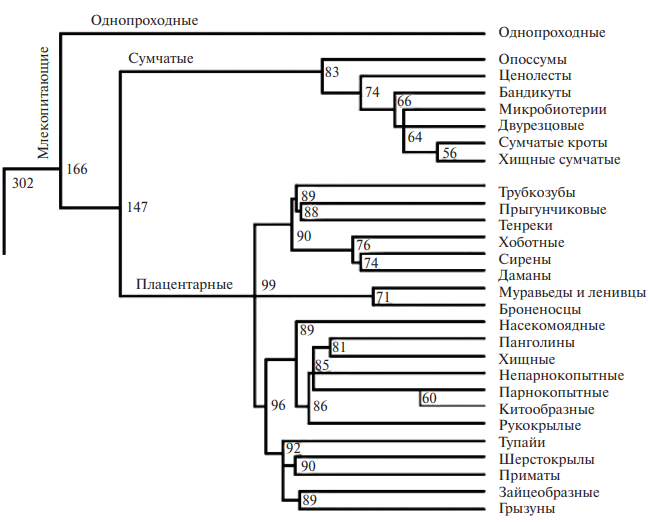 Однопроходные
Однопроходные
Млекопитающие
Сумчатые
Опоссумы
83
Ценолесты
74
Бандикуты
66
Микробиотерии
Двурезцовые
64
Сумчатые кроты
56
Хищные сумчатые
166
302
147
Трубкозубы
89
Прыгунчиковые
88
Тенреки
90
Хоботные
76
Сирены
74
Даманы
Плацентарные
99
Муравьеды и ленивцы
71
Броненосцы
Насекомоядные
89
Панголины
81
Хищные
85
Непарнокопытные
Парнокопытные
60
Китообразные
96
86
Рукокрылые
Тупайи
92
Шерстокрылы
90
Приматы
Зайцеобразные
89
Грызуны